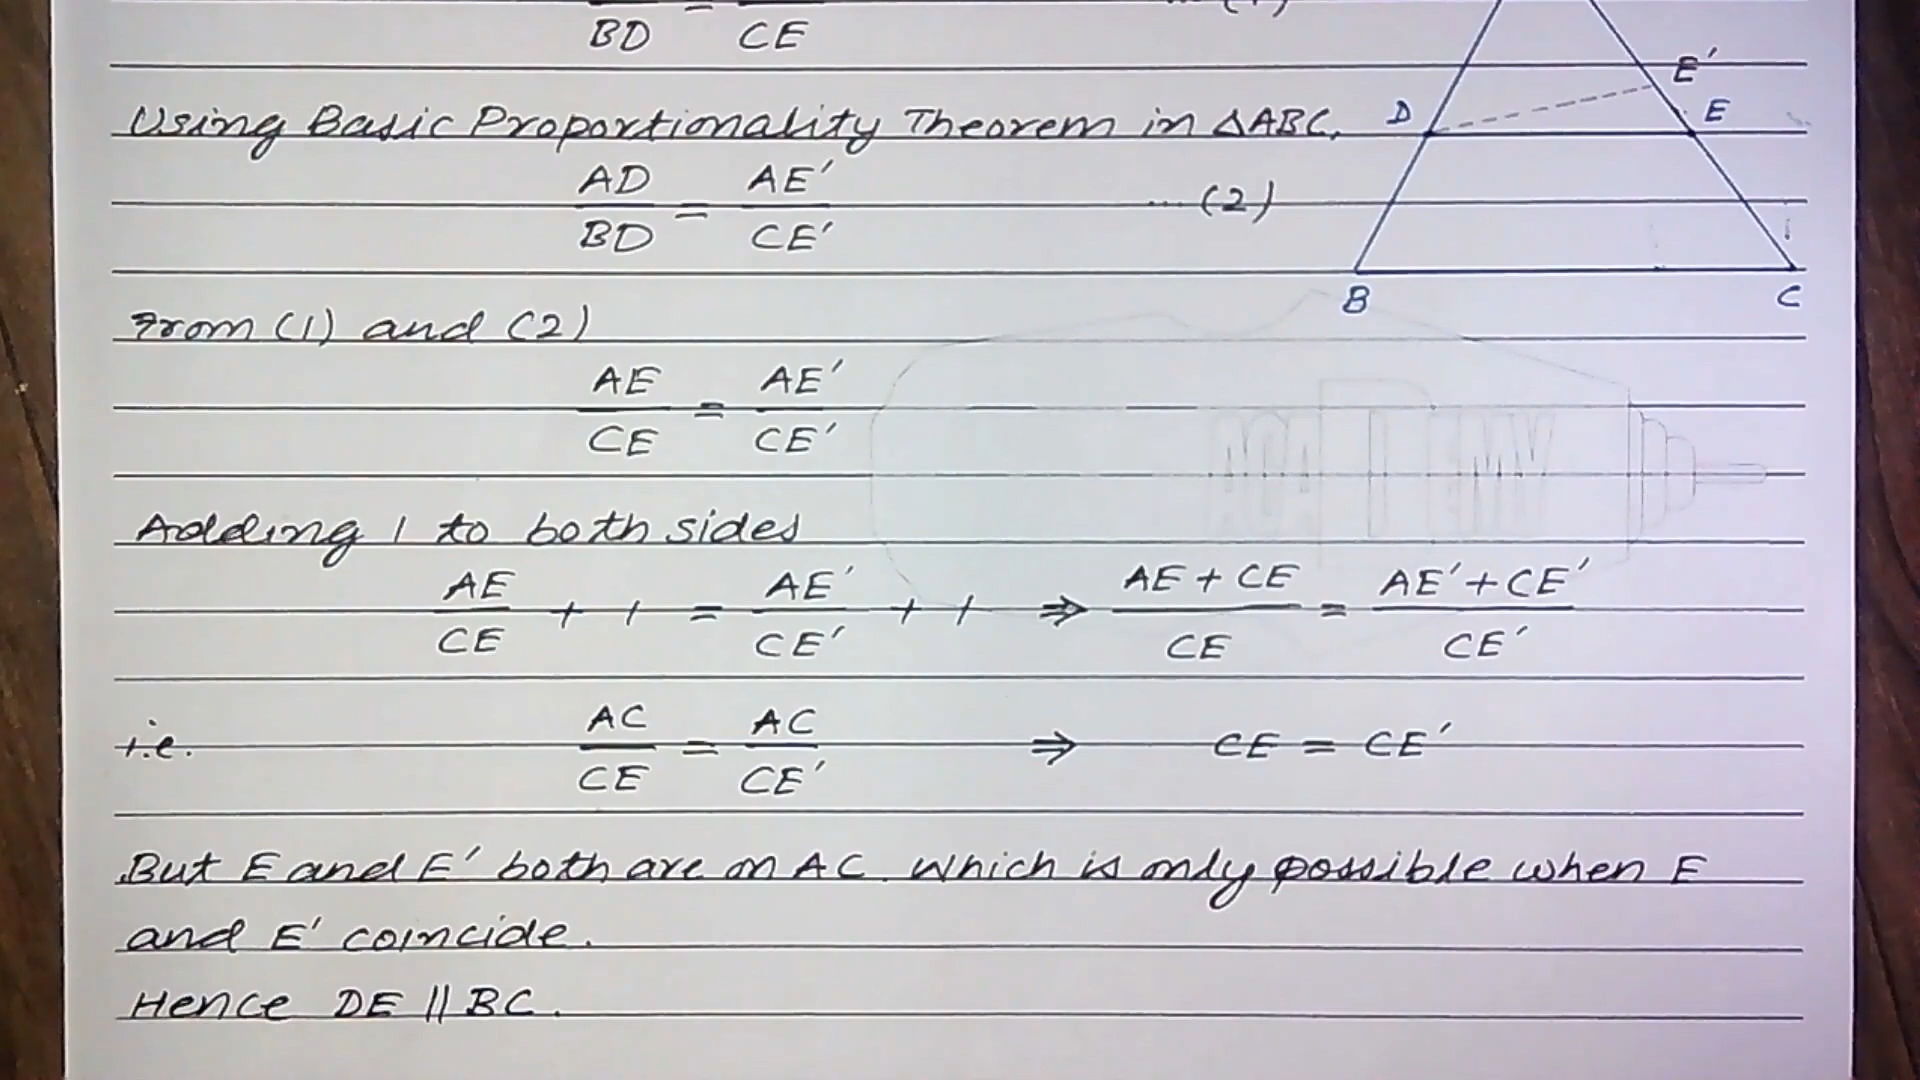 BD = CE ... (1)
Using Basic Proportionality Theorem in ΔABC,
AD/BD = AE'/CE' ... (2)
From (1) and (2)
AE/CE = AE'/CE'
Adding 1 to both sides
AE/CE + 1 = AE'/CE' + 1 ⇒ AE + CE/CE = AE' + CE'/CE'
i.e. AC/CE = AC/CE' ⇒ CE = CE'
But E and E' both are on AC. Which is only possible when E
and E' coincide.
Hence DE || BC.
E'
D E
B C
ACADEMY